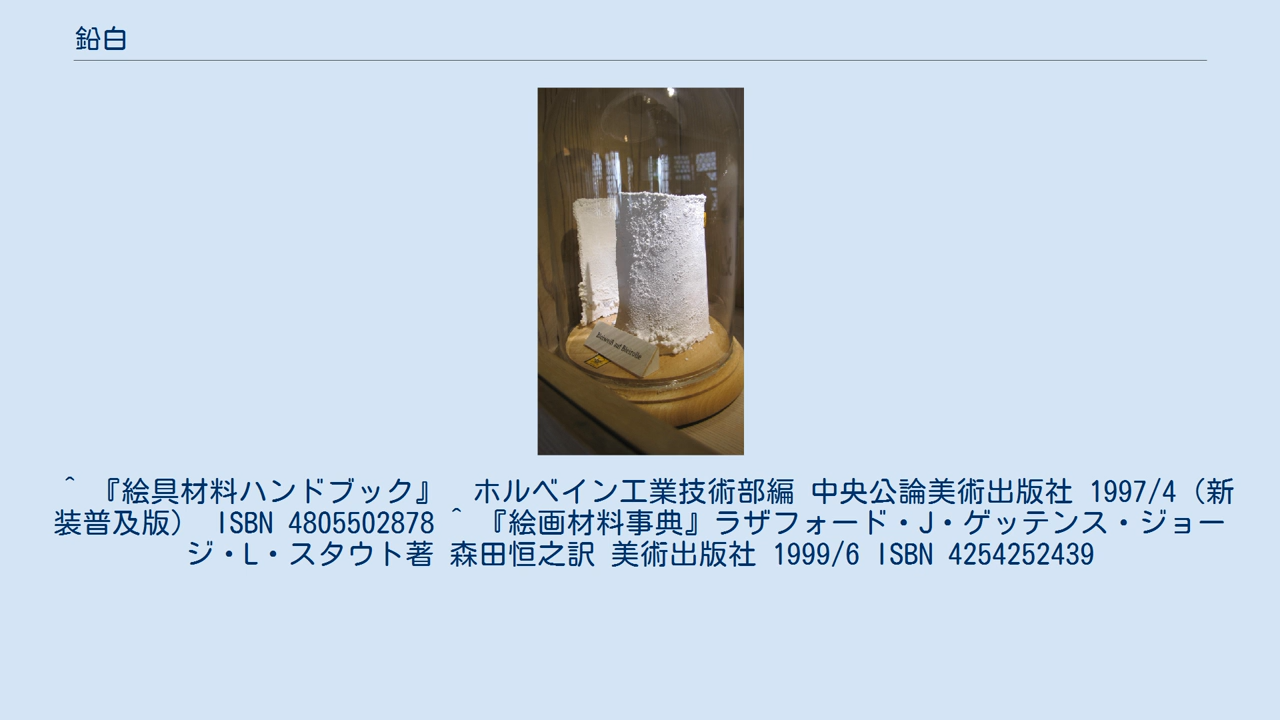 鉛白
Bleiweiß auf Bleirolle
^ 『絵具材料ハンドブック』　ホルベイン工業技術部編 中央公論美術出版社 1997/4（新
装普及版） ISBN 4805502878 ^ 『絵画材料事典』ラザフォード・J・ゲッテンス・ジョー
ジ・L・スタウト著 森田恒之訳 美術出版社 1999/6 ISBN 4254252439